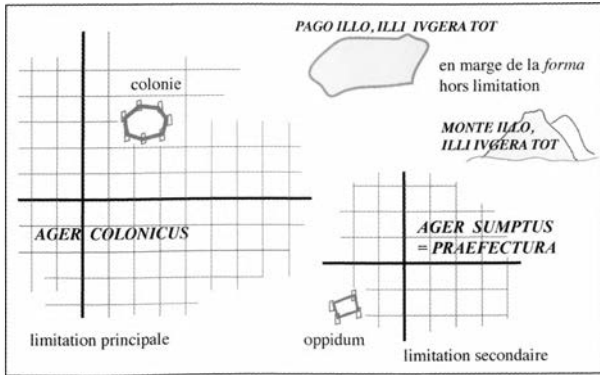 PAGO ILLO, ILLI IVGERA TOT
colonie
en marge de la forma
hors limitation
MONTE ILLO,
ILLI IVGERA TOT
AGER COLONICUS
AGER SUMPTUS
= PRAEFECTURA
limitation principale
oppidum
limitation secondaire